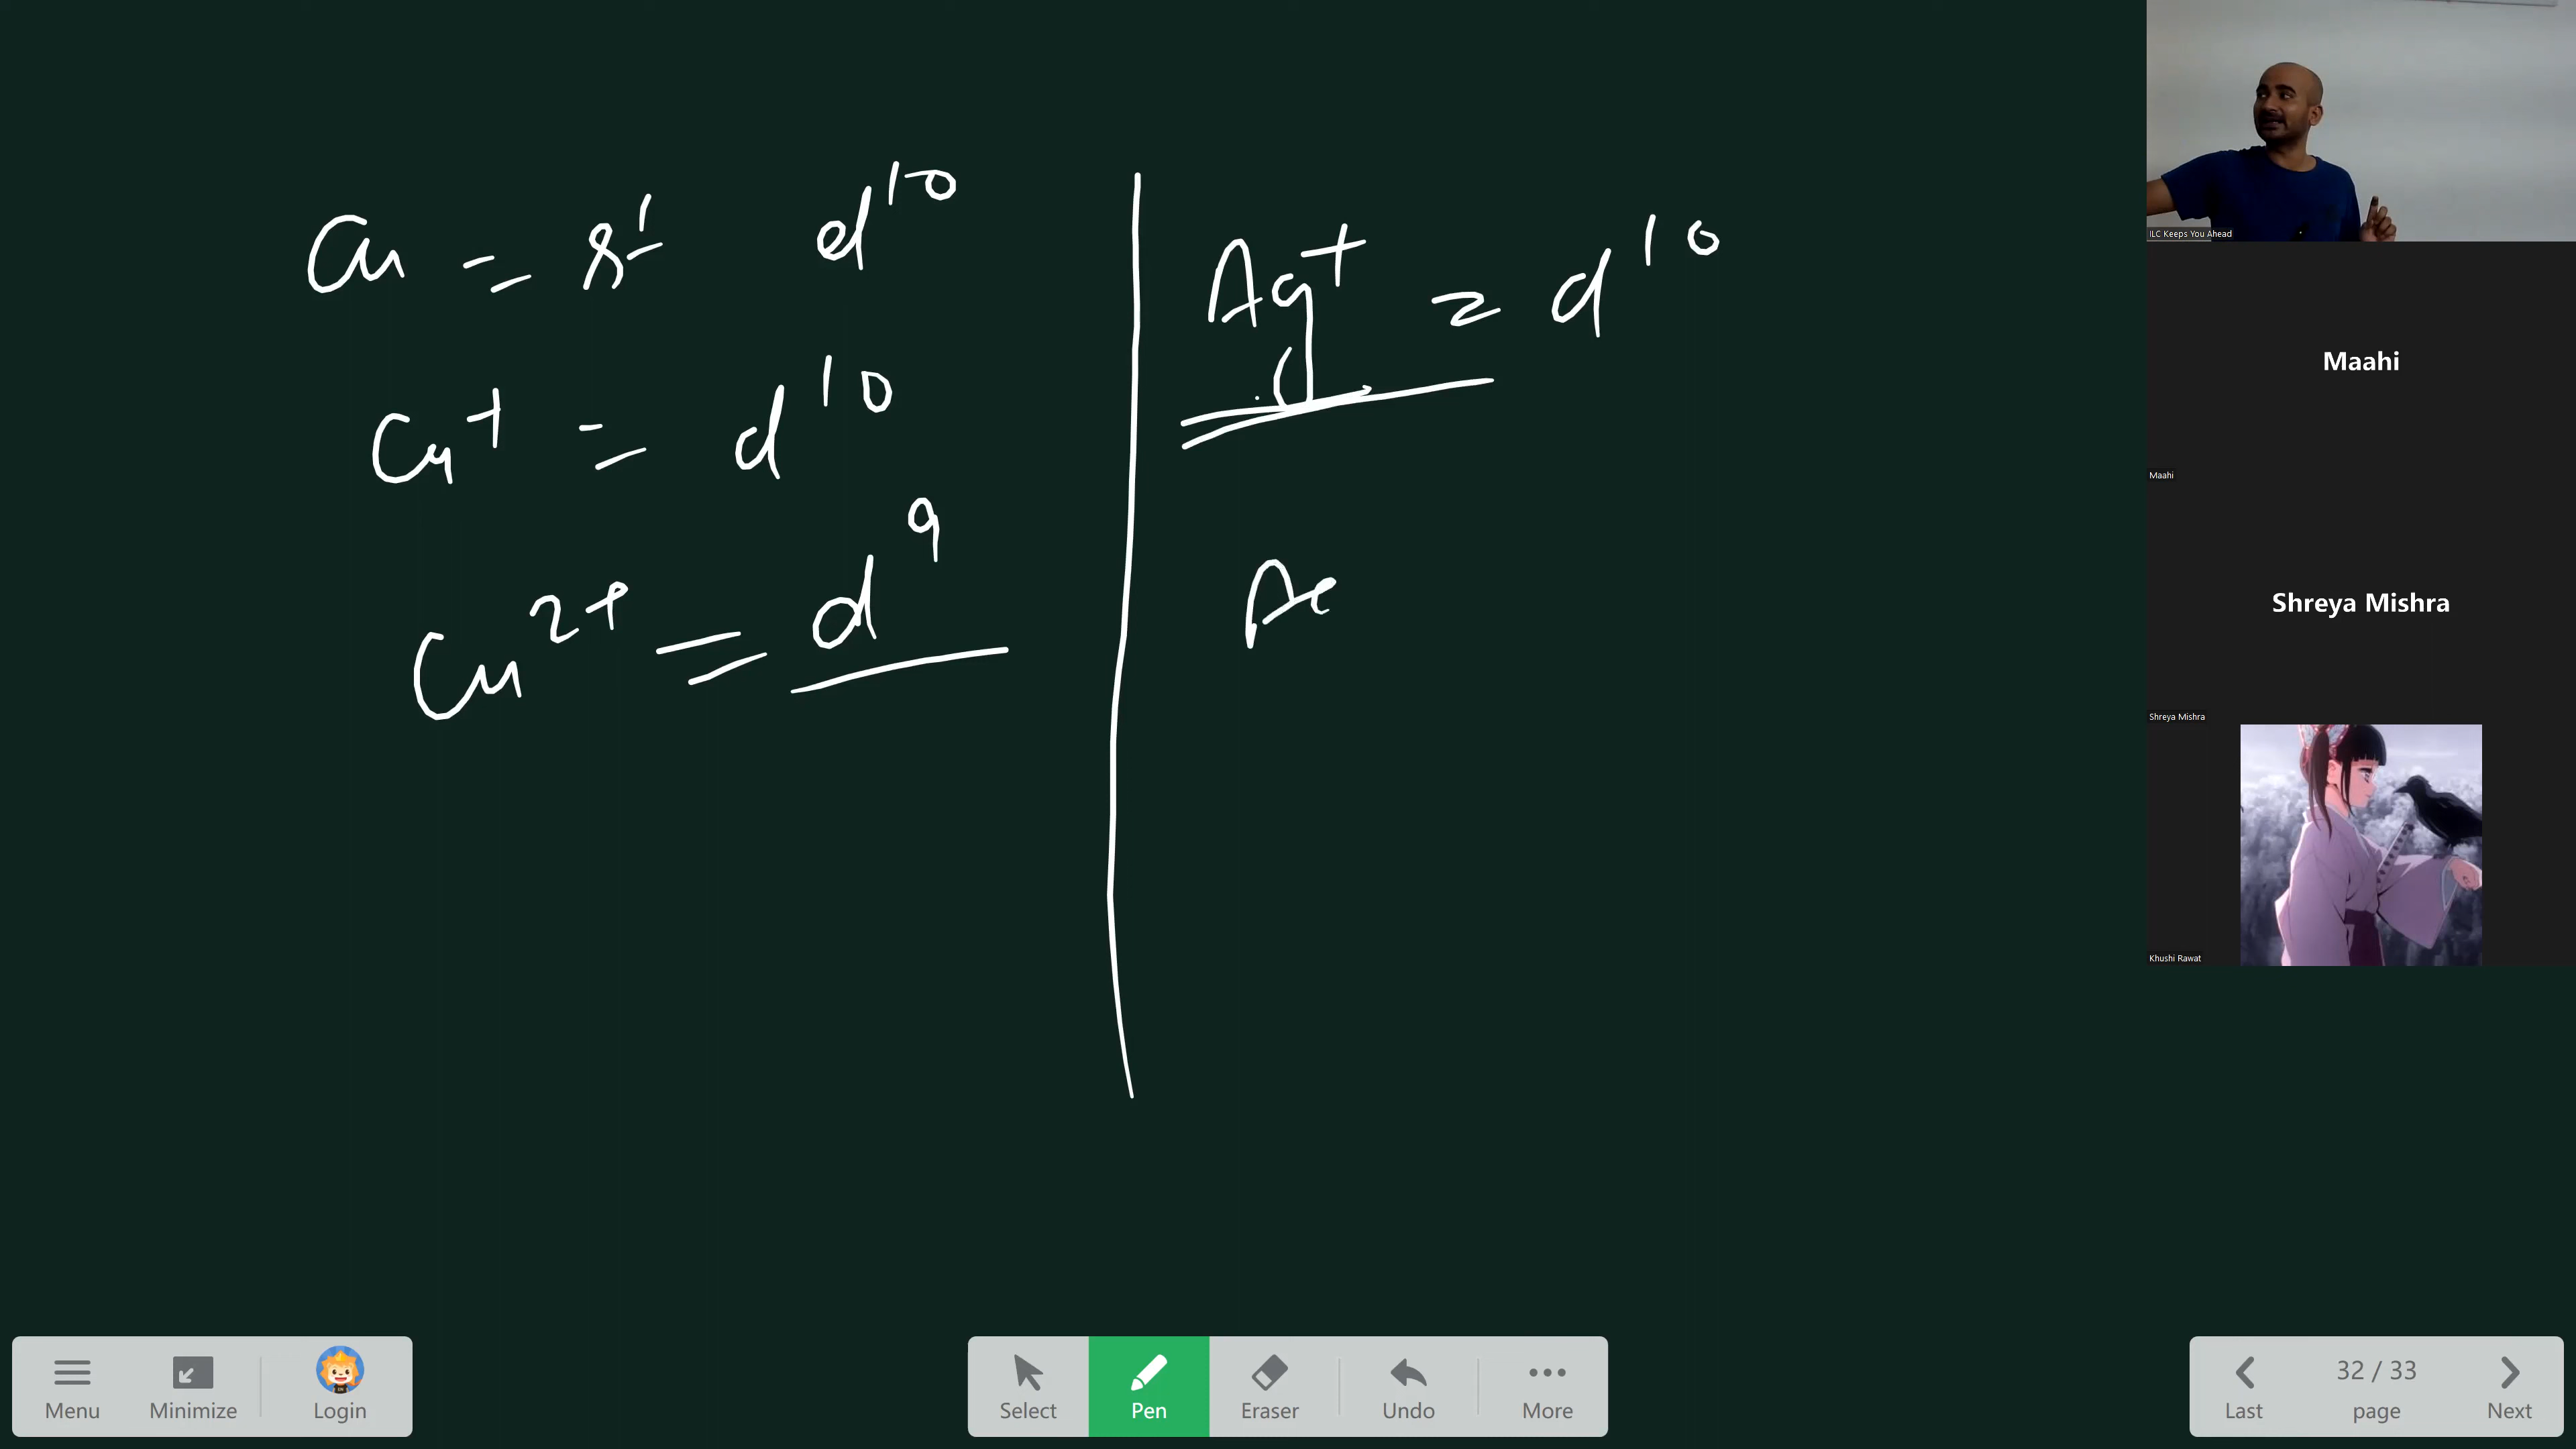 Cu = s¹ d¹⁰
Cu⁺ = d¹⁰
Cu²⁺ = d⁹
Ag⁺ = d¹⁰
ILC Keeps You Ahead
Maahi
Maahi
Shreya Mishra
Shreya Mishra
Khushi Rawat
Menu Minimize Login
Select Pen Eraser Undo More
Last 32 / 33 page Next